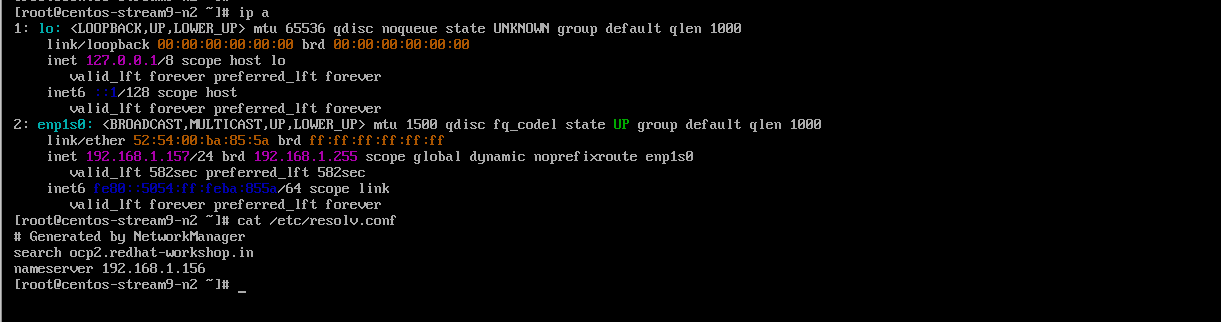 [root@centos-stream9-n2 ~]# ip a
1: lo: <LOOPBACK,UP,LOWER_UP> mtu 65536 qdisc noqueue state UNKNOWN group default qlen 1000
    link/loopback 00:00:00:00:00:00 brd 00:00:00:00:00:00
    inet 127.0.0.1/8 scope host lo
       valid_lft forever preferred_lft forever
    inet6 ::1/128 scope host
       valid_lft forever preferred_lft forever
2: enp1s0: <BROADCAST,MULTICAST,UP,LOWER_UP> mtu 1500 qdisc fq_codel state UP group default qlen 1000
    link/ether 52:54:00:ba:85:5a brd ff:ff:ff:ff:ff:ff
    inet 192.168.1.157/24 brd 192.168.1.255 scope global dynamic noprefixroute enp1s0
       valid_lft 582sec preferred_lft 582sec
    inet6 fe80::5054:ff:feba:855a/64 scope link
       valid_lft forever preferred_lft forever
[root@centos-stream9-n2 ~]# cat /etc/resolv.conf
# Generated by NetworkManager
search ocp2.redhat-workshop.in
nameserver 192.168.1.156
[root@centos-stream9-n2 ~]# _